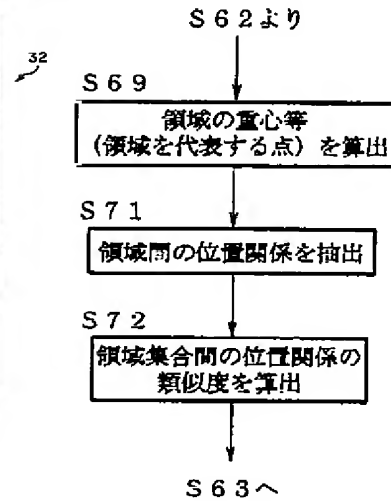 S62より
32
S69
領域の重心等
(領域を代表する点)を算出
S71
領域間の位置関係を抽出
S72
領域集合間の位置関係の
類似度を算出
S63へ